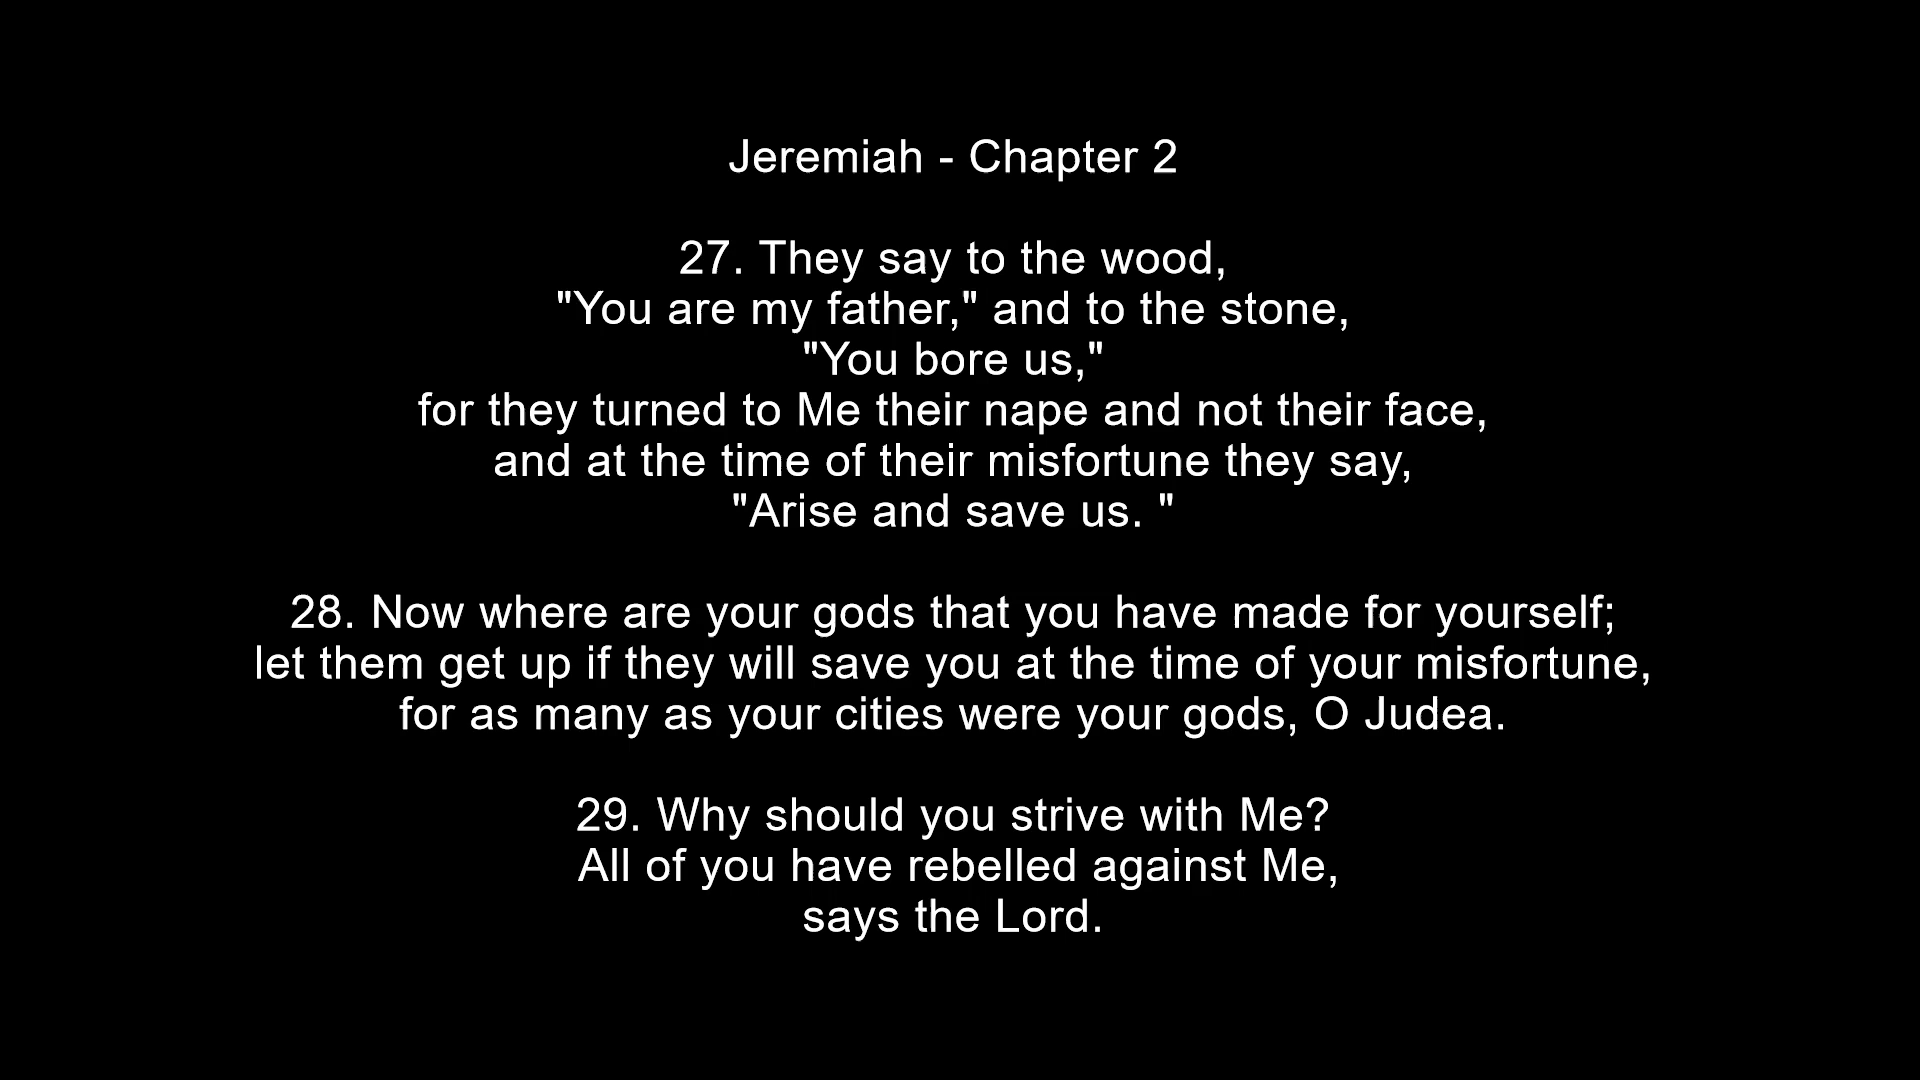 Jeremiah - Chapter 2
27. They say to the wood,
"You are my father," and to the stone,
"You bore us,"
for they turned to Me their nape and not their face,
and at the time of their misfortune they say,
"Arise and save us. "
28. Now where are your gods that you have made for yourself;
let them get up if they will save you at the time of your misfortune,
for as many as your cities were your gods, O Judea.
29. Why should you strive with Me?
All of you have rebelled against Me,
says the Lord.